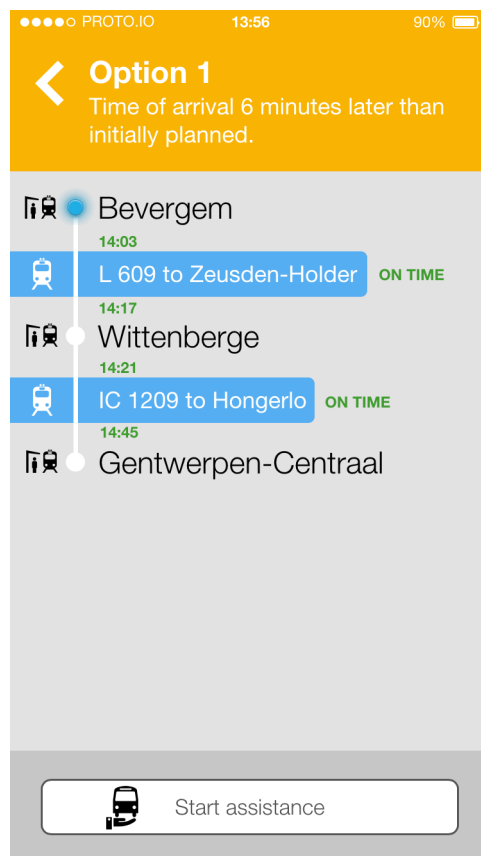 PROTO.IO 13:56 90%
Option 1
Time of arrival 6 minutes later than
initially planned.
Bevergem
14:03
L 609 to Zeusden-Holder ON TIME
14:17
Wittenberge
14:21
IC 1209 to Hongerlo ON TIME
14:45
Gentwerpen-Centraal
Start assistance